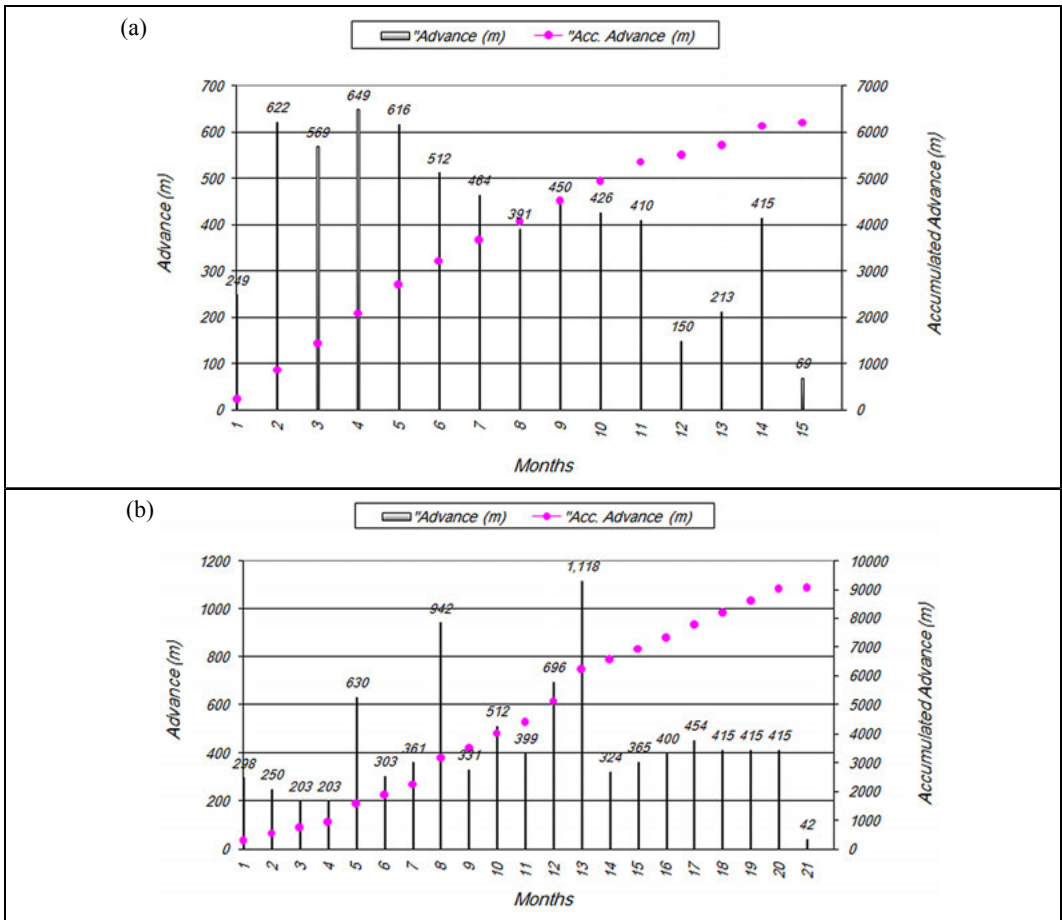 (a)
"Advance (m) "Acc. Advance (m)
Advance (m)
Accumulated Advance (m)
700 7000
600 6000
500 5000
400 4000
300 3000
200 2000
100 1000
0 0
249 622 569 649 616 512 464 391 450 426 410 150 213 415 69
1 2 3 4 5 6 7 8 9 10 11 12 13 14 15
Months
(b)
"Advance (m) "Acc. Advance (m)
Advance (m)
Accumulated Advance (m)
1200 10000
1000 9000
800 8000
600 7000
400 6000
200 5000
0 4000
3000
2000
1000
0
298 250 203 203 630 303 361 942 331 512 399 696 1,118 324 365 400 454 415 415 415 42
1 2 3 4 5 6 7 8 9 10 11 12 13 14 15 16 17 18 19 20 21
Months